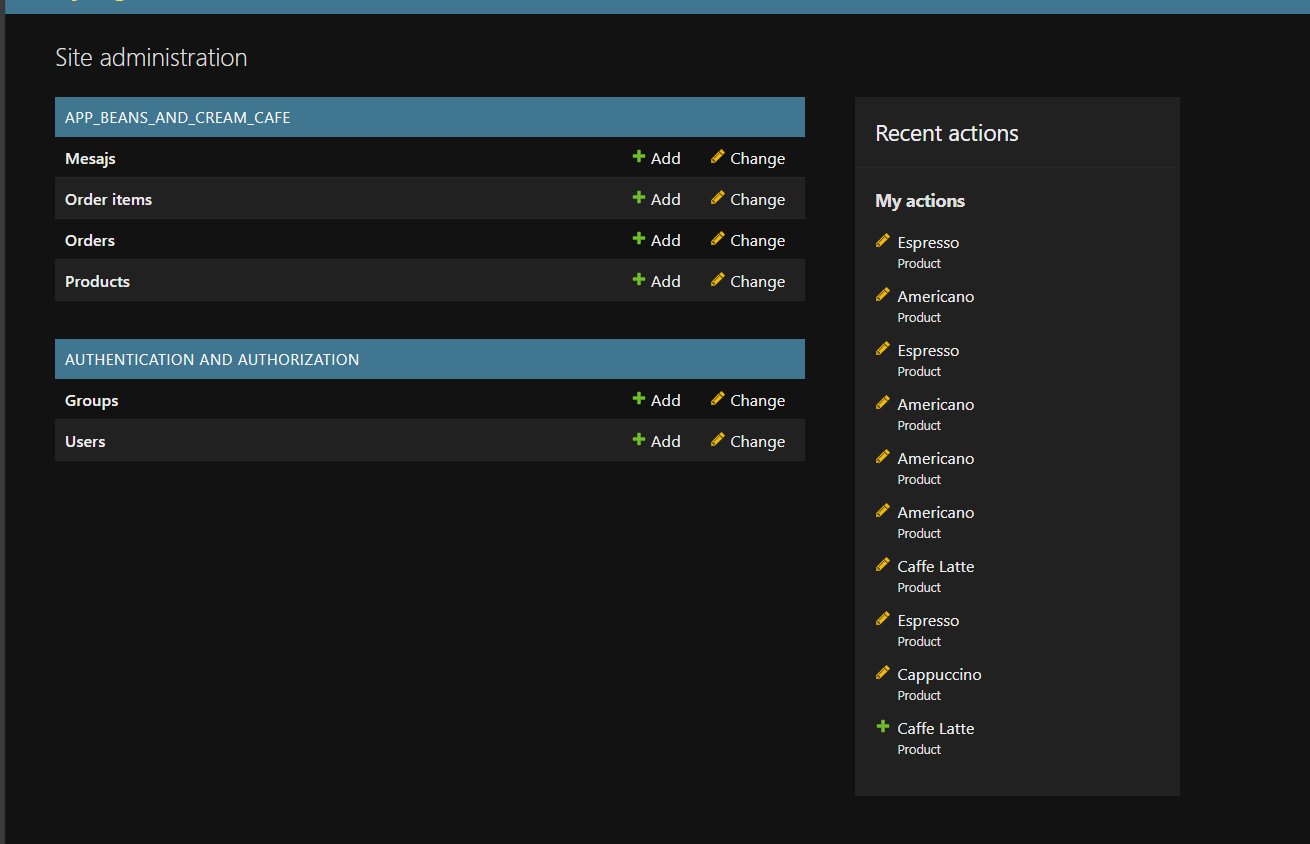 Site administration
APP_BEANS_AND_CREAM_CAFE
Mesajs Add Change
Order items Add Change
Orders Add Change
Products Add Change
AUTHENTICATION AND AUTHORIZATION
Groups Add Change
Users Add Change
Recent actions
My actions
Espresso
Product
Americano
Product
Espresso
Product
Americano
Product
Americano
Product
Americano
Product
Caffe Latte
Product
Espresso
Product
Cappuccino
Product
Caffe Latte
Product